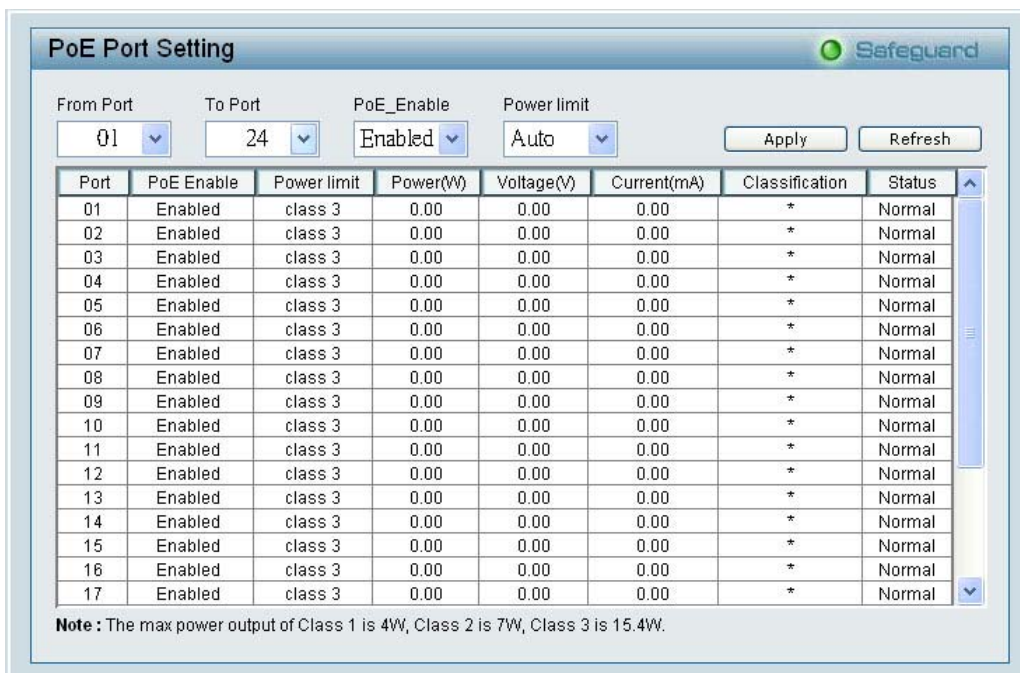 PoE Port Setting
Safeguard
From Port To Port PoE_Enable Power limit
01 24 Enabled Auto Apply Refresh
Port PoE Enable Power limit Power(W) Voltage(V) Current(mA) Classification Status
01 Enabled class 3 0.00 0.00 0.00 * Normal
02 Enabled class 3 0.00 0.00 0.00 * Normal
03 Enabled class 3 0.00 0.00 0.00 * Normal
04 Enabled class 3 0.00 0.00 0.00 * Normal
05 Enabled class 3 0.00 0.00 0.00 * Normal
06 Enabled class 3 0.00 0.00 0.00 * Normal
07 Enabled class 3 0.00 0.00 0.00 * Normal
08 Enabled class 3 0.00 0.00 0.00 * Normal
09 Enabled class 3 0.00 0.00 0.00 * Normal
10 Enabled class 3 0.00 0.00 0.00 * Normal
11 Enabled class 3 0.00 0.00 0.00 * Normal
12 Enabled class 3 0.00 0.00 0.00 * Normal
13 Enabled class 3 0.00 0.00 0.00 * Normal
14 Enabled class 3 0.00 0.00 0.00 * Normal
15 Enabled class 3 0.00 0.00 0.00 * Normal
16 Enabled class 3 0.00 0.00 0.00 * Normal
17 Enabled class 3 0.00 0.00 0.00 * Normal
Note : The max power output of Class 1 is 4W, Class 2 is 7W, Class 3 is 15.4W.